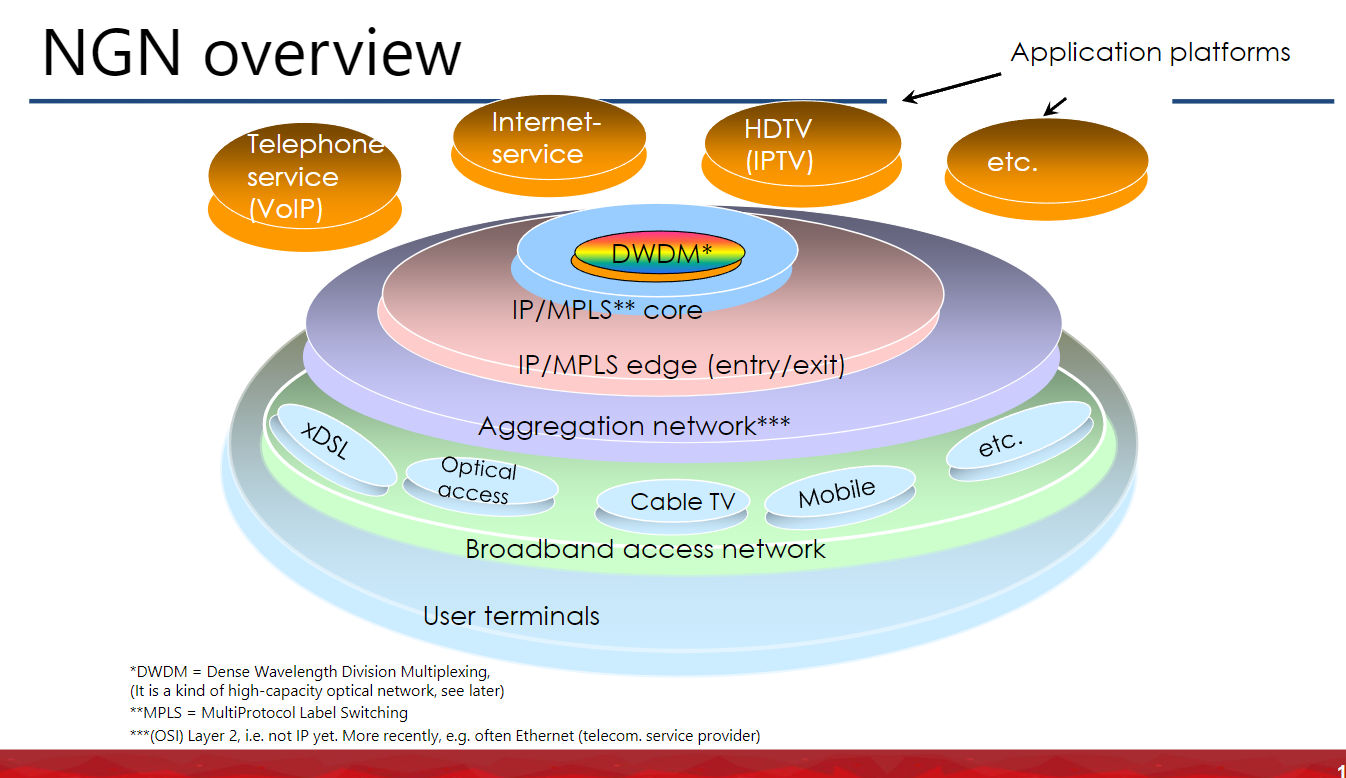 NGN overview
Application platforms
Telephone
service
(VoIP)
Internet-
service
HDTV
(IPTV)
etc.
DWDM*
IP/MPLS** core
IP/MPLS edge (entry/exit)
Aggregation network***
xDSL
Optical
access
Cable TV
Mobile
etc.
Broadband access network
User terminals
*DWDM = Dense Wavelength Division Multiplexing,
(It is a kind of high-capacity optical network, see later)
**MPLS = MultiProtocol Label Switching
***(OSI) Layer 2, i.e. not IP yet. More recently, e.g. often Ethernet (telecom. service provider)
1